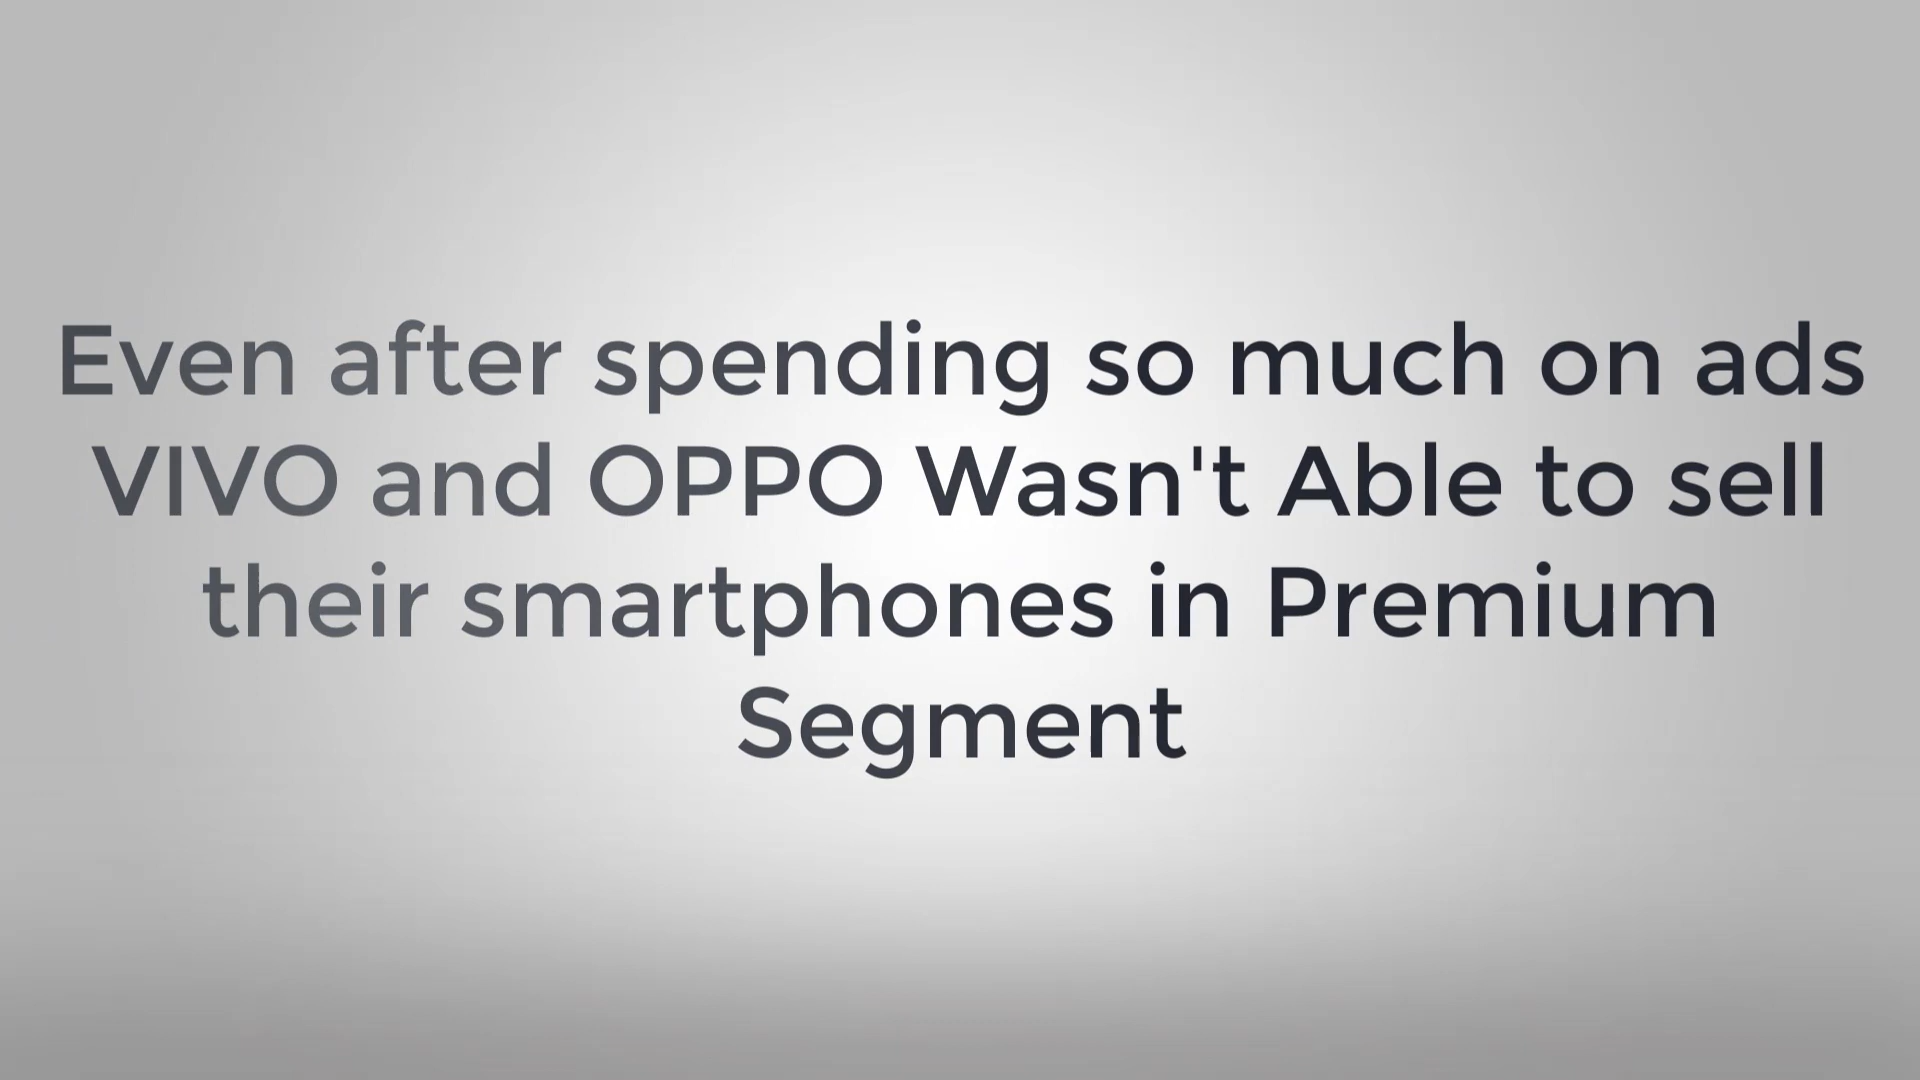 Even after spending so much on ads
VIVO and OPPO Wasn't Able to sell
their smartphones in Premium
Segment